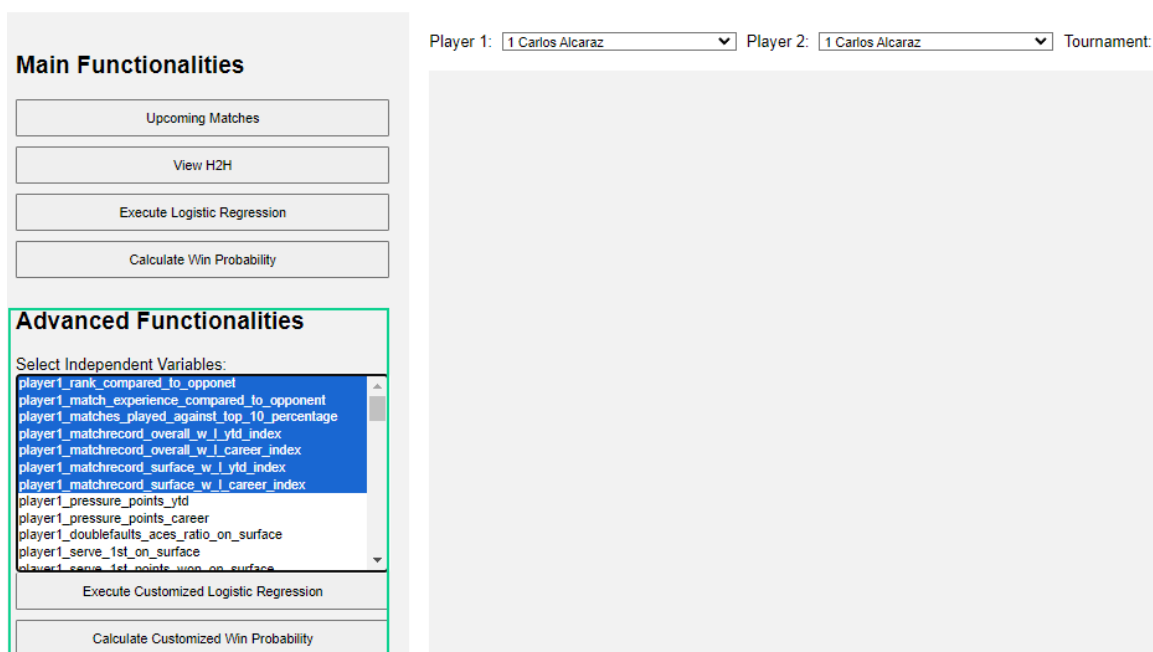 Player 1: 1 Carlos Alcaraz Player 2: 1 Carlos Alcaraz Tournament:
Main Functionalities
Upcoming Matches
View H2H
Execute Logistic Regression
Calculate Win Probability
Advanced Functionalities
Select Independent Variables:
player1_rank_compared_to_opponet
player1_match_experience_compared_to_opponent
player1_matches_played_against_top_10_percentage
player1_matchrecord_overall_w_l_ytd_index
player1_matchrecord_overall_w_l_career_index
player1_matchrecord_surface_w_l_ytd_index
player1_matchrecord_surface_w_l_career_index
player1_pressure_points_ytd
player1_pressure_points_career
player1_doublefaults_aces_ratio_on_surface
player1_serve_1st_on_surface
player1_serve_1st_points_won_on_surface
Execute Customized Logistic Regression
Calculate Customized Win Probability